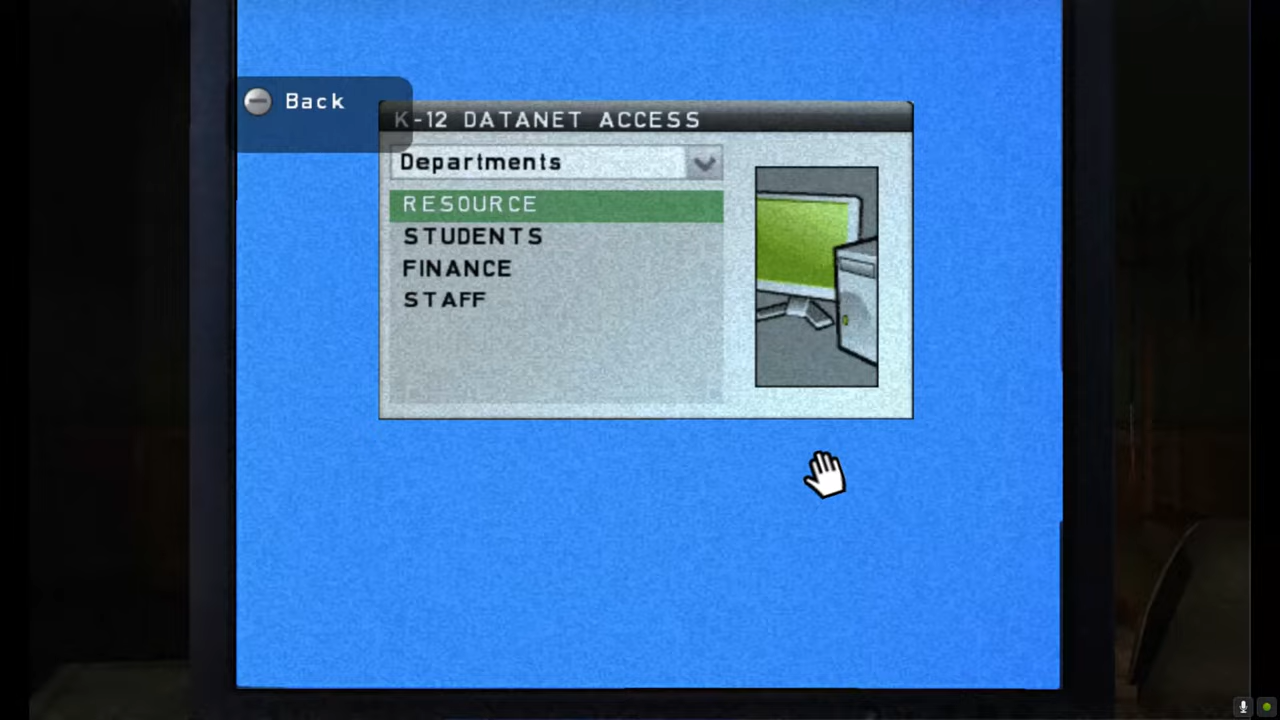 Back
K-12 DATANET ACCESS
Departments
RESOURCE
STUDENTS
FINANCE
STAFF